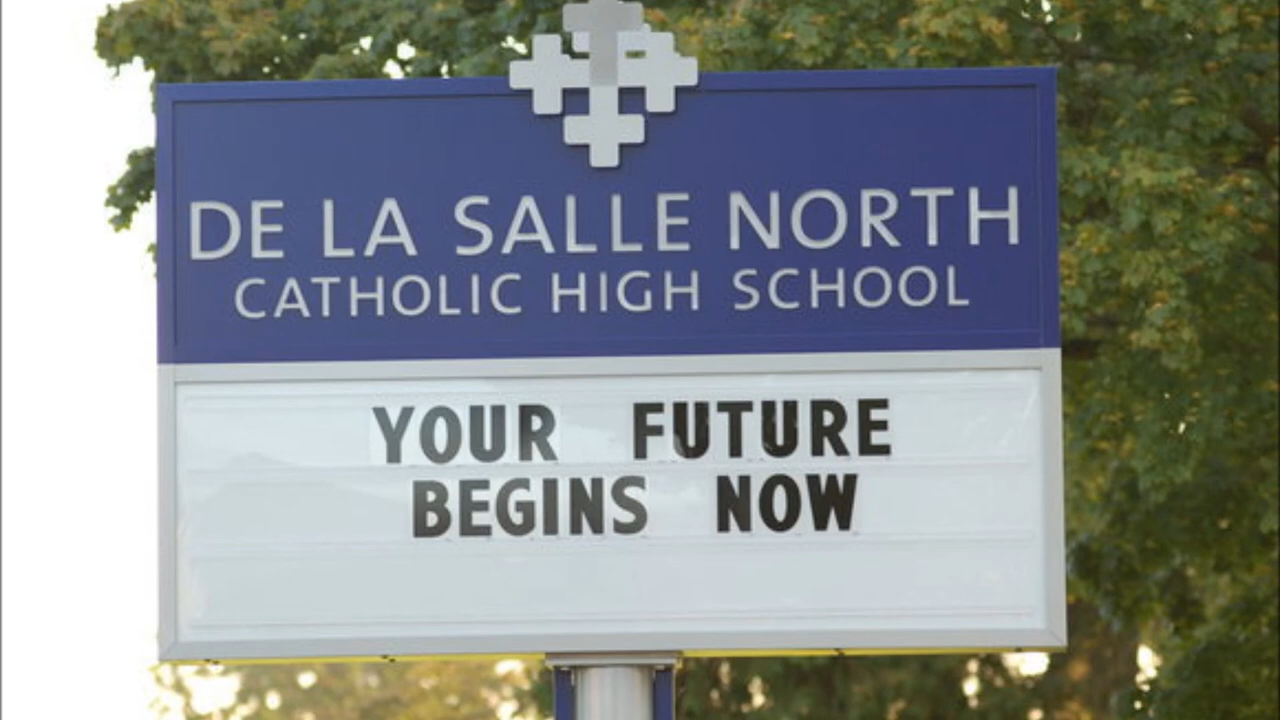 DE LA SALLE NORTH
CATHOLIC HIGH SCHOOL
YOUR FUTURE
BEGINS NOW